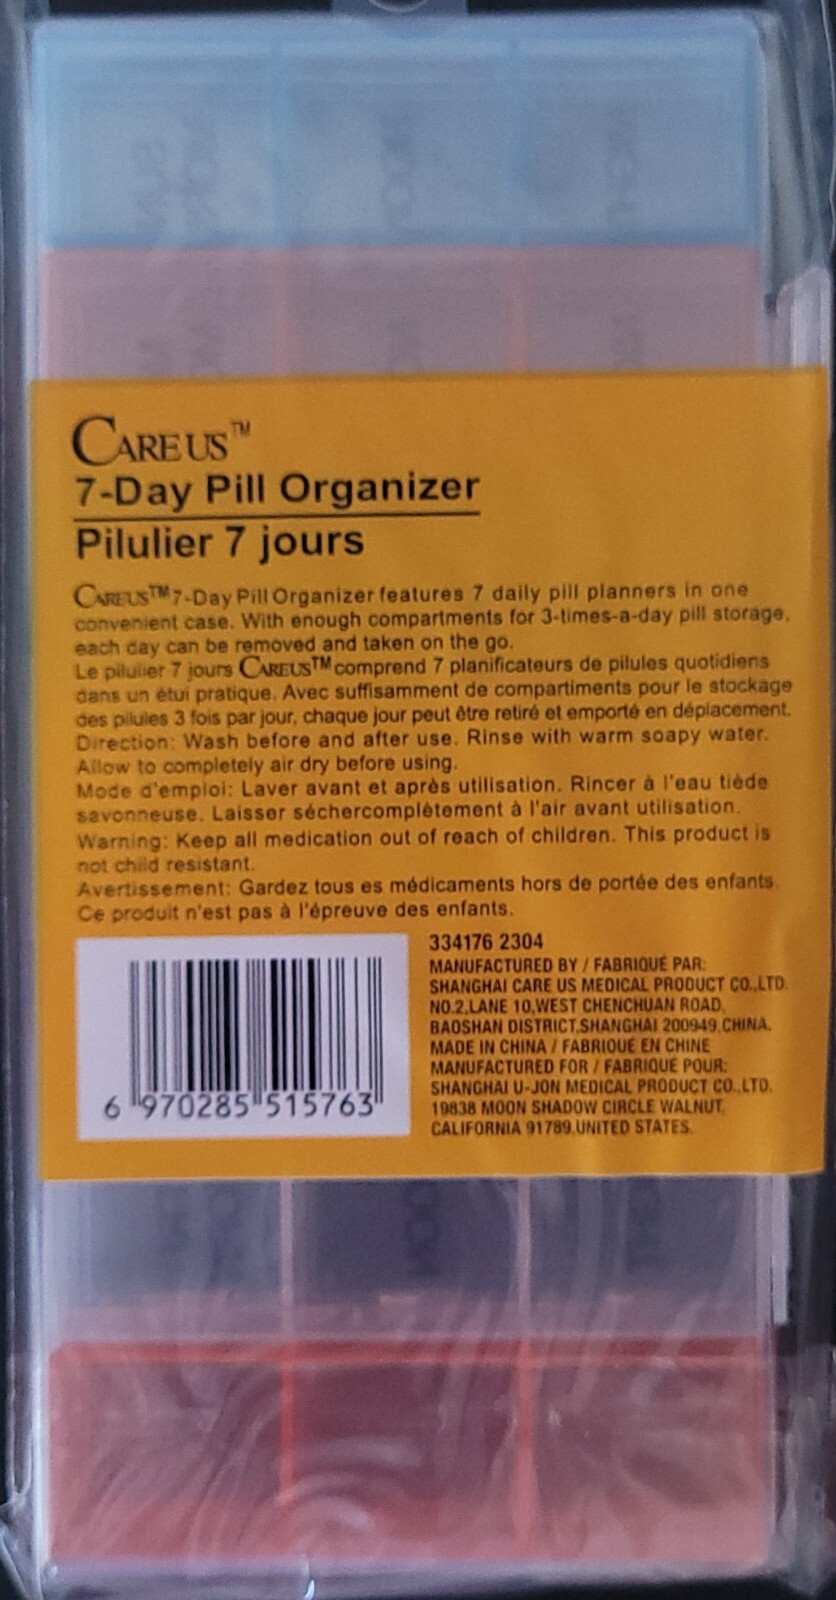 CAREUS™
7-Day Pill Organizer
Pilulier 7 jours
CAREUS™ 7-Day Pill Organizer features 7 daily pill planners in one
convenient case. With enough compartments for 3-times-a-day pill storage,
each day can be removed and taken on the go.
Le pilulier 7 jours CAREUS™ comprend 7 planificateurs de pilules quotidiens
dans un étui pratique. Avec suffisamment de compartiments pour le stockage
des pilules 3 fois par jour, chaque jour peut être retiré et emporté en déplacement.
Direction: Wash before and after use. Rinse with warm soapy water.
Allow to completely air dry before using.
Mode d'emploi: Laver avant et après utilisation. Rincer à l'eau tiède
savonneuse. Laisser séchercomplètement à l'air avant utilisation.
Warning: Keep all medication out of reach of children. This product is
not child resistant.
Avertissement: Gardez tous es médicaments hors de portée des enfants.
Ce produit n'est pas à l'épreuve des enfants.
334176 2304
MANUFACTURED BY / FABRIQUÉ PAR:
SHANGHAI CARE US MEDICAL PRODUCT CO.,LTD.
NO.2,LANE 10,WEST CHENCHUAN ROAD,
BAOSHAN DISTRICT,SHANGHAI 200949,CHINA.
MADE IN CHINA / FABRIQUÉ EN CHINE
MANUFACTURED FOR / FABRIQUÉ POUR:
SHANGHAI U-JON MEDICAL PRODUCT CO.,LTD.
19838 MOON SHADOW CIRCLE WALNUT,
CALIFORNIA 91789,UNITED STATES.
6 970285 515763